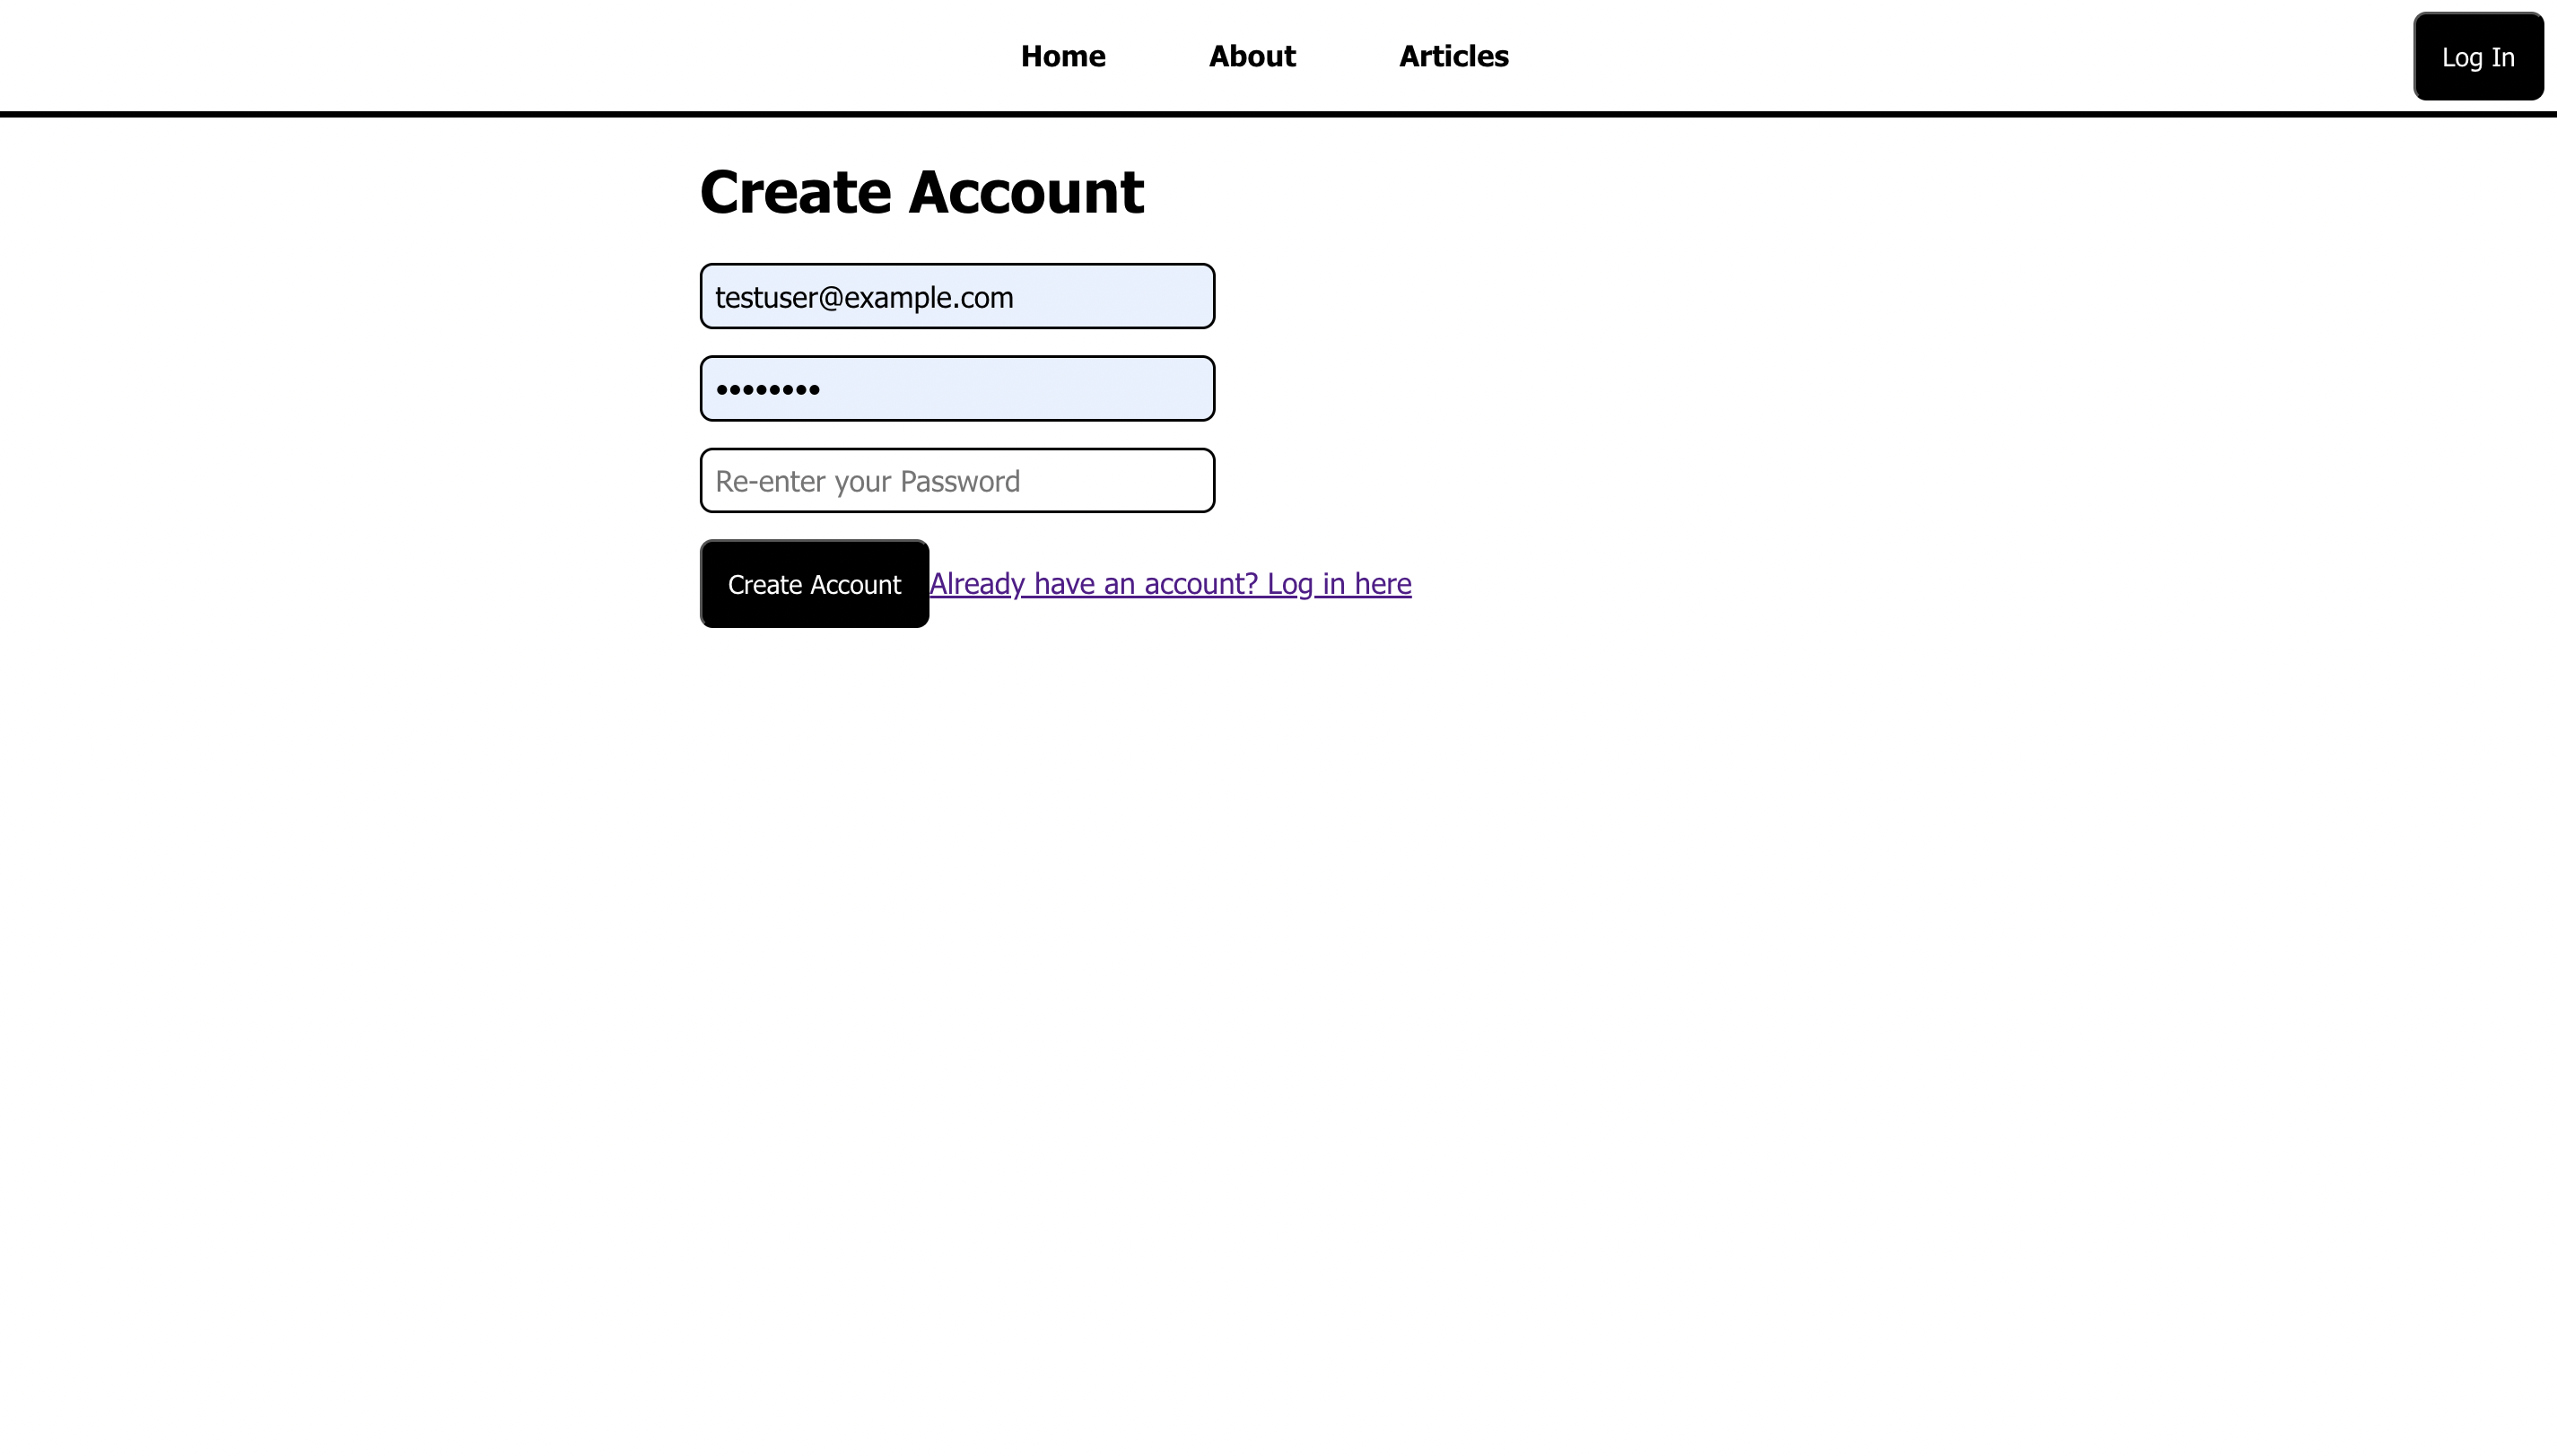 Home About Articles Log In
Create Account
testuser@example.com
••••••••
Re-enter your Password
Create Account Already have an account? Log in here